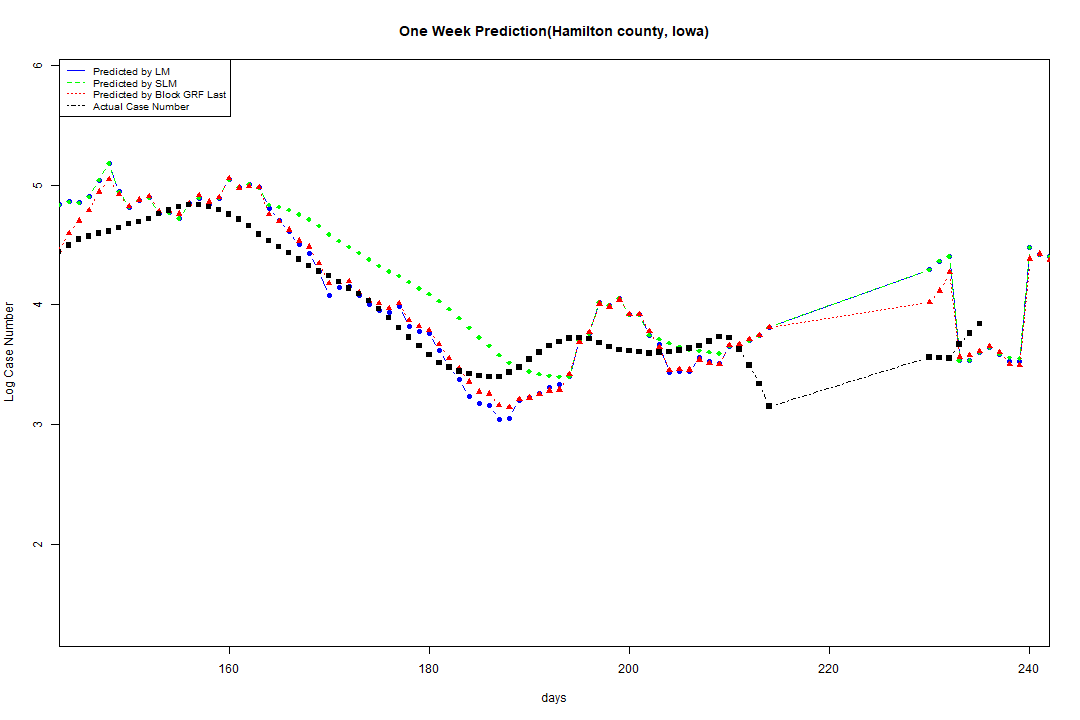 One Week Prediction(Hamilton county, Iowa)
Predicted by LM
Predicted by SLM
Predicted by Block GRF Last
Actual Case Number
6
5
4
3
2
Log Case Number
160
180
200
220
240
days